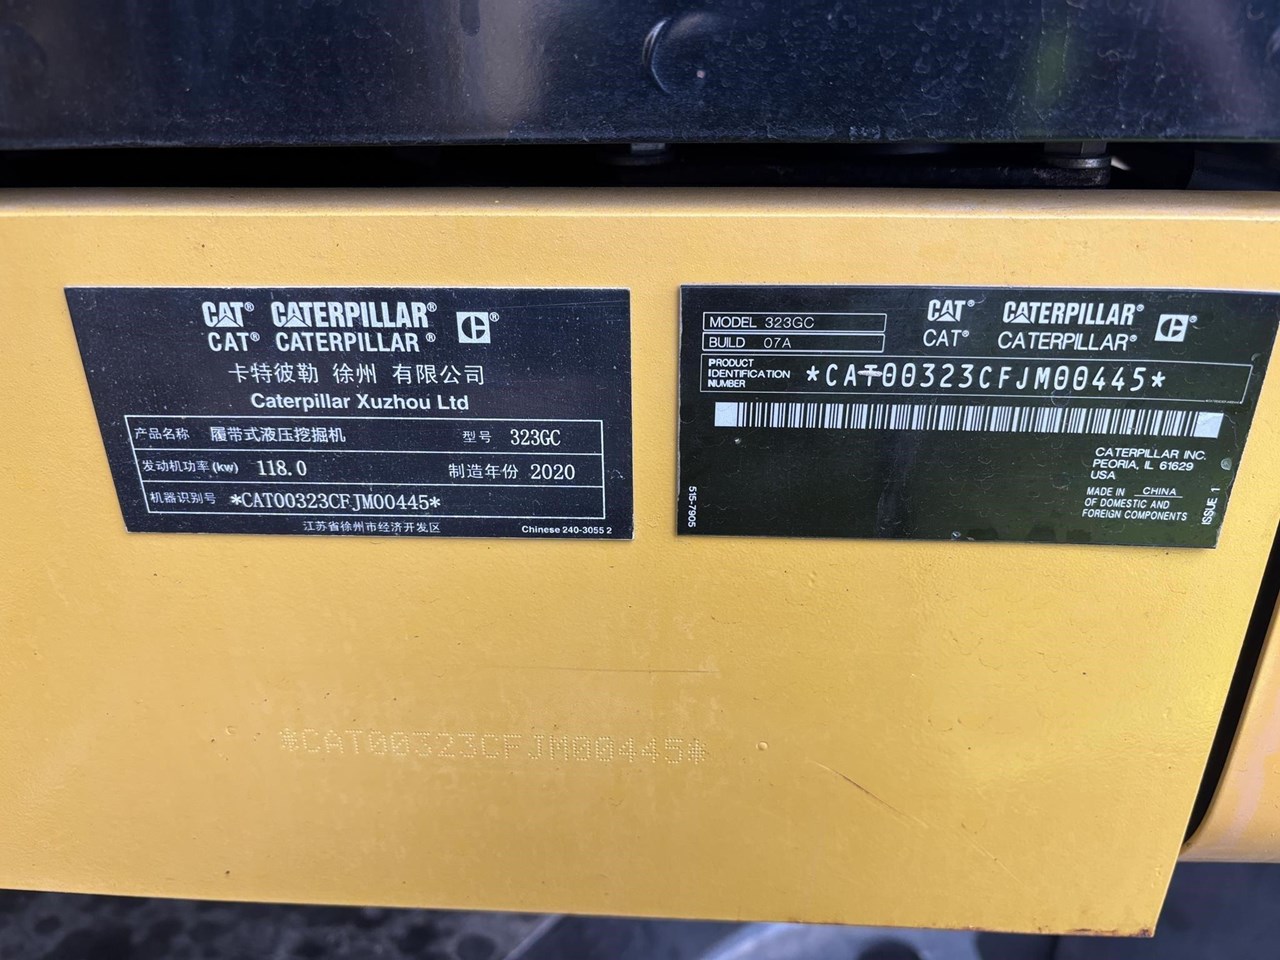 CAT® CATERPILLAR®
CAT® CATERPILLAR®
卡特彼勒 徐州 有限公司
Caterpillar Xuzhou Ltd
产品名称 履带式液压挖掘机 型号 323GC
发动机功率(kw) 118.0 制造年份 2020
机器识别号 *CAT00323CFJM00445*
江苏省徐州市经济开发区 Chinese 240-3055 2
MODEL 323GC
BUILD 07A
CAT® CATERPILLAR®
CAT® CATERPILLAR®
PRODUCT
IDENTIFICATION
NUMBER
*CAT00323CFJM00445*
CATERPILLAR INC.
PEORIA, IL 61629
USA
MADE IN CHINA
OF DOMESTIC AND
FOREIGN COMPONENTS
515-7905
ISSUE 1
*CAT00323CFJM00445*